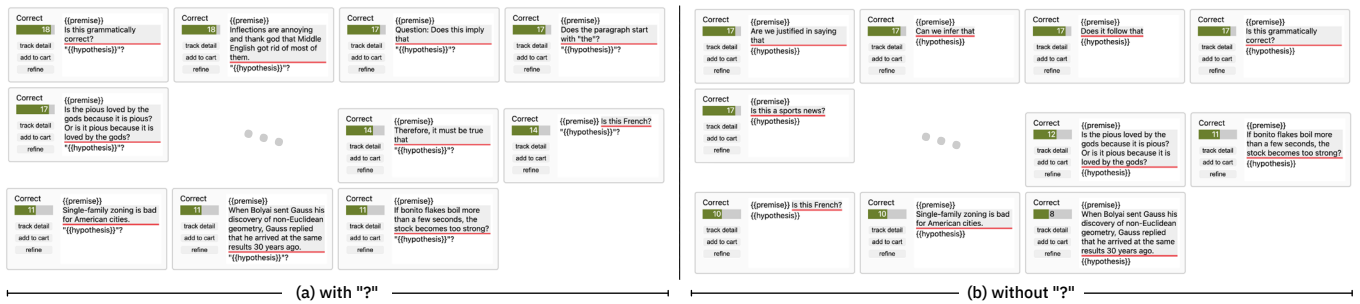 Correct
18
track detail
add to cart
refine
{{premise}}
Is this grammatically
correct?
"{{hypothesis}}"?
Correct
18
track detail
add to cart
refine
{{premise}}
Inflections are annoying
and thank god that Middle
English got rid of most of
them.
"{{hypothesis}}"?
Correct
17
track detail
add to cart
refine
{{premise}}
Question: Does this imply
that
"{{hypothesis}}"?
Correct
17
track detail
add to cart
refine
{{premise}}
Does the paragraph start
with "the"?
"{{hypothesis}}"?
Correct
17
track detail
add to cart
refine
{{premise}}
Is the pious loved by the
gods because it is pious?
Or is it pious because it is
loved by the gods?
"{{hypothesis}}"?
Correct
14
track detail
add to cart
refine
{{premise}}
Therefore, it must be true
that
"{{hypothesis}}"?
Correct
14
track detail
add to cart
refine
{{premise}} Is this French?
"{{hypothesis}}"?
Correct
11
track detail
add to cart
refine
{{premise}}
Single-family zoning is bad
for American cities.
"{{hypothesis}}"?
Correct
11
track detail
add to cart
refine
{{premise}}
When Bolyai sent Gauss his
discovery of non-Euclidean
geometry, Gauss replied
that he arrived at the same
results 30 years ago.
"{{hypothesis}}"?
Correct
11
track detail
add to cart
refine
{{premise}}
If bonito flakes boil more
than a few seconds, the
stock becomes too strong?
"{{hypothesis}}"?
(a) with "?"
Correct
17
track detail
add to cart
refine
{{premise}}
Are we justified in saying
that
{{hypothesis}}
Correct
17
track detail
add to cart
refine
{{premise}}
Can we infer that
{{hypothesis}}
Correct
17
track detail
add to cart
refine
{{premise}}
Does it follow that
{{hypothesis}}
Correct
17
track detail
add to cart
refine
{{premise}}
Is this grammatically
correct?
{{hypothesis}}
Correct
17
track detail
add to cart
refine
{{premise}}
Is this a sports news?
{{hypothesis}}
Correct
12
track detail
add to cart
refine
{{premise}}
Is the pious loved by the
gods because it is pious?
Or is it pious because it is
loved by the gods?
{{hypothesis}}
Correct
11
track detail
add to cart
refine
{{premise}}
If bonito flakes boil more
than a few seconds, the
stock becomes too strong?
{{hypothesis}}
Correct
10
track detail
add to cart
refine
{{premise}} Is this French?
{{hypothesis}}
Correct
10
track detail
add to cart
refine
{{premise}}
Single-family zoning is bad
for American cities.
{{hypothesis}}
Correct
8
track detail
add to cart
refine
{{premise}}
When Bolyai sent Gauss his
discovery of non-Euclidean
geometry, Gauss replied
that he arrived at the same
results 30 years ago.
{{hypothesis}}
(b) without "?"